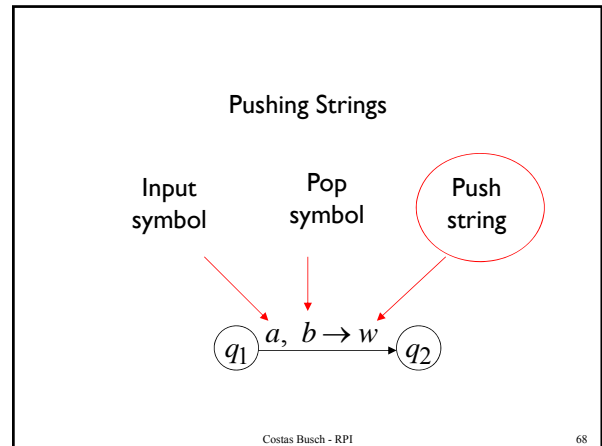 Pushing Strings
Input symbol
Pop symbol
Push string
a, b → w
q1 q2
Costas Busch - RPI 68